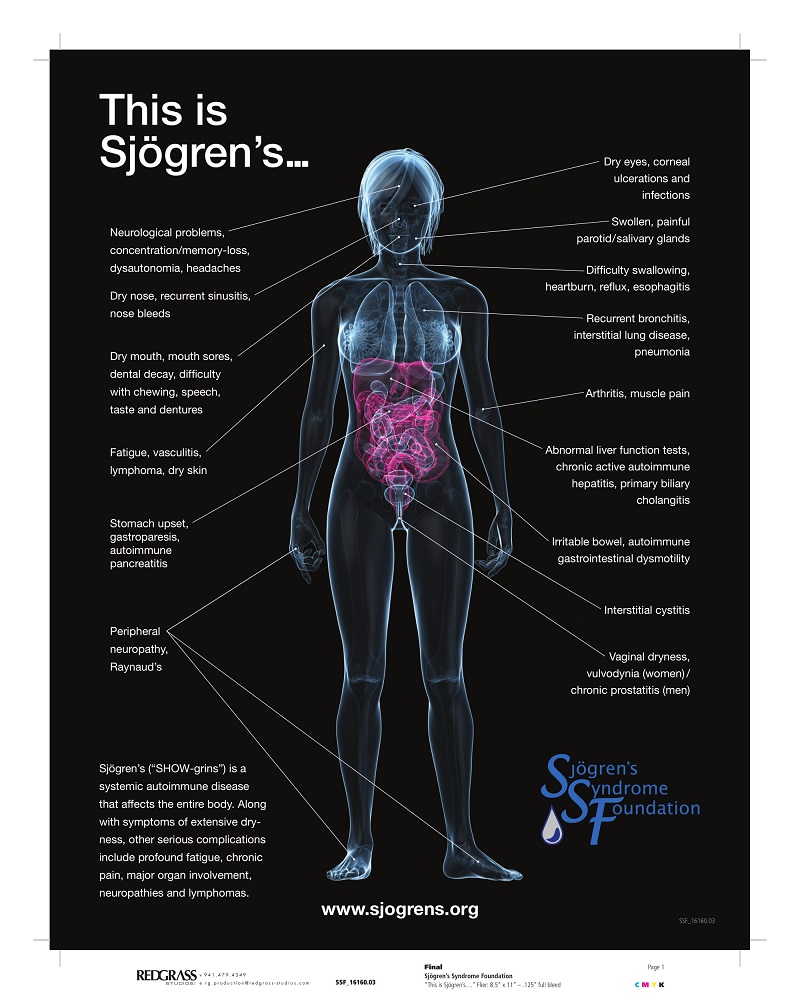 This is
Sjögren’s...
Neurological problems,
concentration/memory-loss,
dysautonomia, headaches
Dry nose, recurrent sinusitis,
nose bleeds
Dry mouth, mouth sores,
dental decay, difficulty
with chewing, speech,
taste and dentures
Fatigue, vasculitis,
lymphoma, dry skin
Stomach upset,
gastroparesis,
autoimmune
pancreatitis
Peripheral
neuropathy,
Raynaud’s
Dry eyes, corneal
ulcerations and
infections
Swollen, painful
parotid/salivary glands
Difficulty swallowing,
heartburn, reflux, esophagitis
Recurrent bronchitis,
interstitial lung disease,
pneumonia
Arthritis, muscle pain
Abnormal liver function tests,
chronic active autoimmune
hepatitis, primary biliary
cholangitis
Irritable bowel, autoimmune
gastrointestinal dysmotility
Interstitial cystitis
Vaginal dryness,
vulvodynia (women)/
chronic prostatitis (men)
Sjögren’s (“SHOW-grins”) is a
systemic autoimmune disease
that affects the entire body. Along
with symptoms of extensive dry-
ness, other serious complications
include profound fatigue, chronic
pain, major organ involvement,
neuropathies and lymphomas.
Sjögren’s
Syndrome
Foundation
www.sjogrens.org
SSF_16160.03
REDGRASS
STUDIOS:
v 941.479.4349
e rg.production@redgrass-studios.com
SSF_16160.03
Final
Sjögren’s Syndrome Foundation
“This is Sjögren’s...” Flier: 8.5” x 11” – .125” full bleed
Page 1
C M Y K